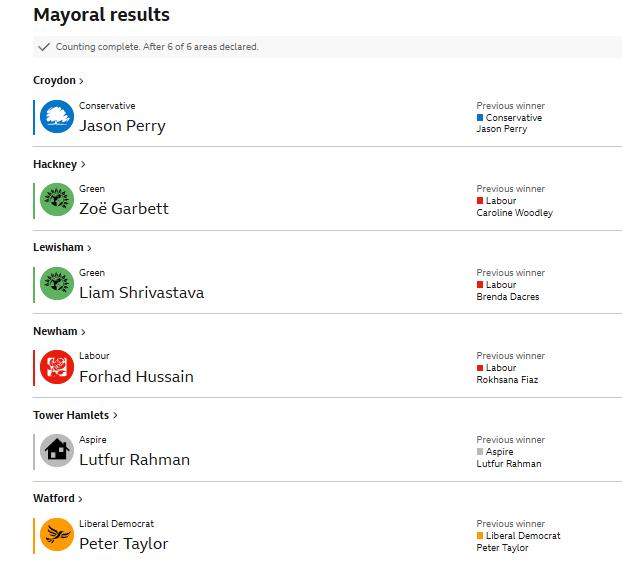 Mayoral results
Counting complete. After 6 of 6 areas declared.
Croydon
Conservative
Jason Perry
Previous winner
Conservative
Jason Perry
Hackney
Green
Zoë Garbett
Previous winner
Labour
Caroline Woodley
Lewisham
Green
Liam Shrivastava
Previous winner
Labour
Brenda Dacres
Newham
Labour
Forhad Hussain
Previous winner
Labour
Rokhsana Fiaz
Tower Hamlets
Aspire
Lutfur Rahman
Previous winner
Aspire
Lutfur Rahman
Watford
Liberal Democrat
Peter Taylor
Previous winner
Liberal Democrat
Peter Taylor